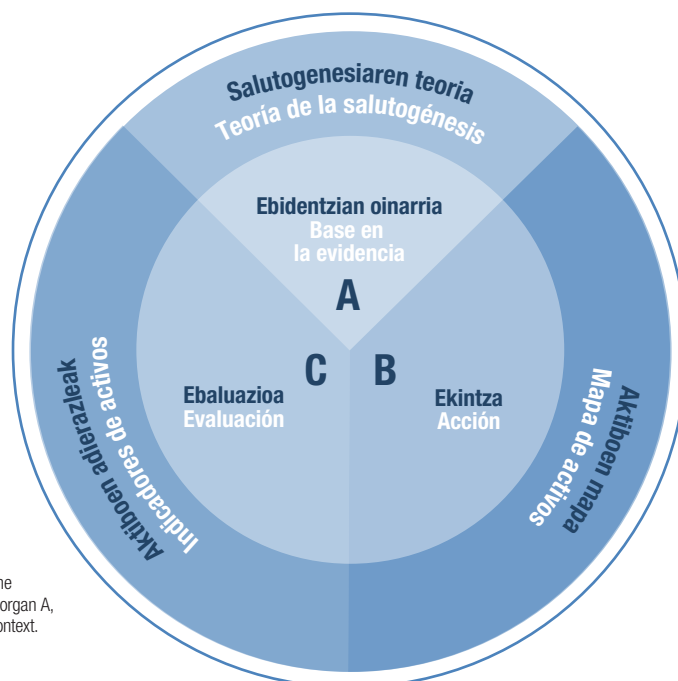 Salutogenesiaren teoria
Teoría de la salutogénesis
Ebidentzian oinarria
Base en
la evidencia
A
C
B
Ebaluazioa
Evaluación
Ekintza
Acción
Aktiboen adierazleak
Indicadores de activos
Aktiboen mapa
Mapa de activos
organ A,
ontext.